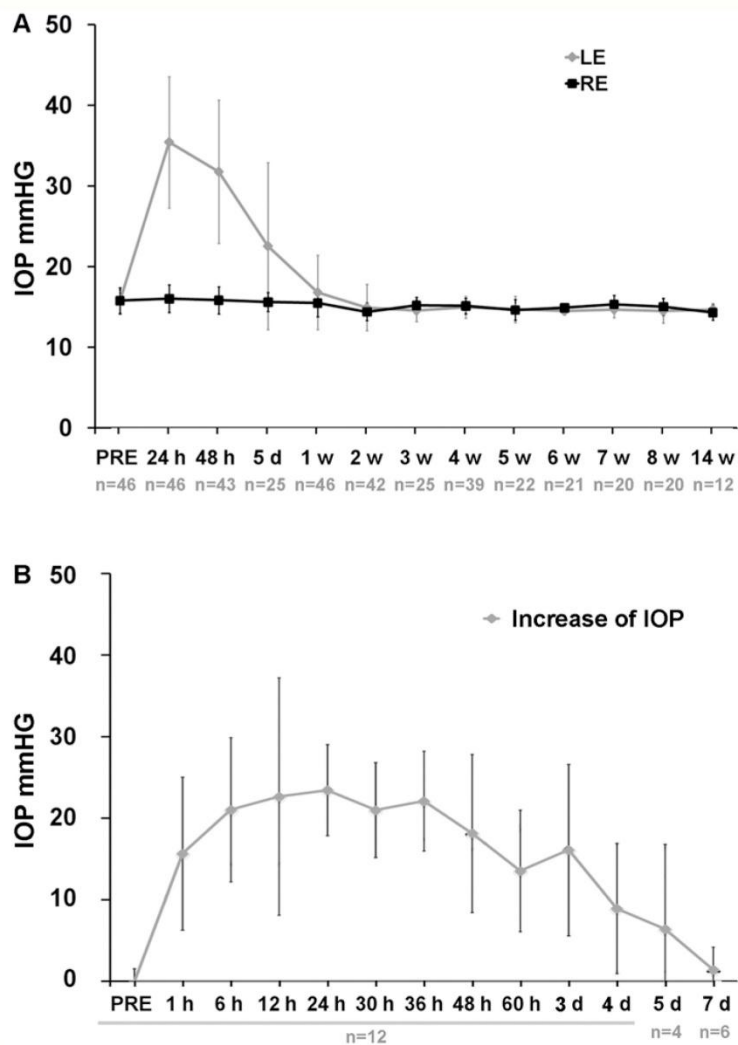 A
50
40
30
20
10
0
IOP mmHG
LE
RE
PRE 24 h 48 h 5 d 1 w 2 w 3 w 4 w 5 w 6 w 7 w 8 w 14 w
n=46 n=46 n=43 n=25 n=46 n=42 n=25 n=39 n=22 n=21 n=20 n=20 n=12
B
50
40
30
20
10
0
IOP mmHG
Increase of IOP
PRE 1 h 6 h 12 h 24 h 30 h 36 h 48 h 60 h 3 d 4 d 5 d 7 d
n=12 n=4 n=6